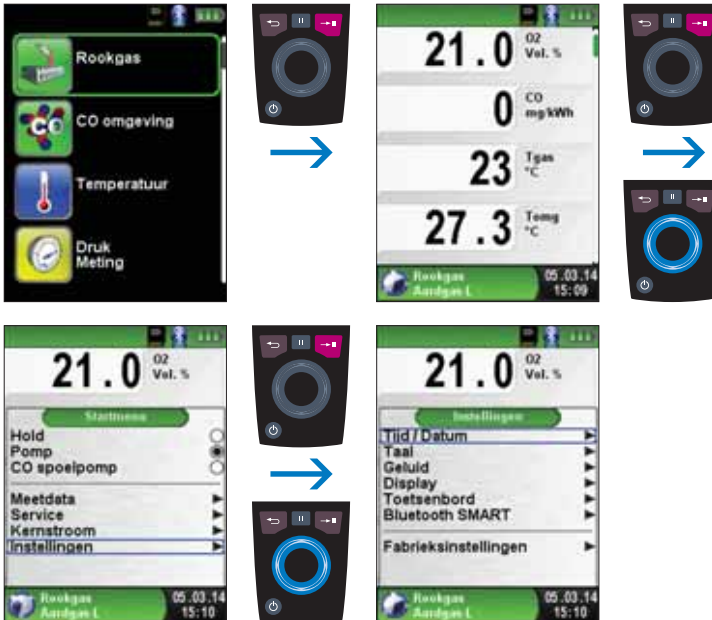 Rookgas
CO
CO omgeving
Temperatuur
Druk
Meting
21.0 O2 Vol. %
0 CO mg/kWh
23 Tgas °C
27.3 Tomg °C
Rookgas 05.03.14
Aardgas L 15:09
21.0 O2 Vol. %
Startmenu
Hold
Pomp
CO spoelpomp
Meetdata
Service
Kernstroom
Instellingen
Rookgas 05.03.14
Aardgas L 15:10
21.0 O2 Vol. %
Instellingen
Tijd / Datum
Taal
Geluid
Display
Toetsenbord
Bluetooth SMART
Fabrieksinstellingen
Rookgas 05.03.14
Aardgas L 15:10